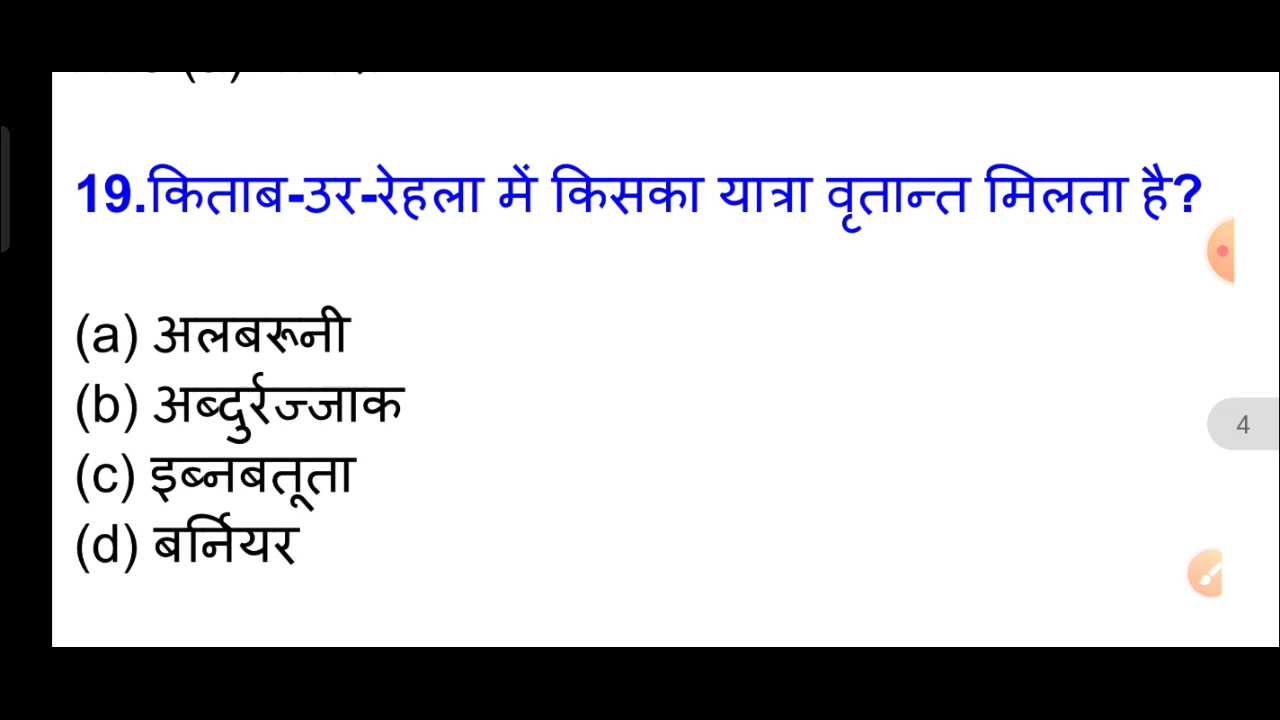 19.किताब-उर-रेहला में किसका यात्रा वृतान्त मिलता है?
(a) अलबरूनी
(b) अब्दुर्रज्जाक
(c) इब्नबतूता
4
(d) बर्नियर